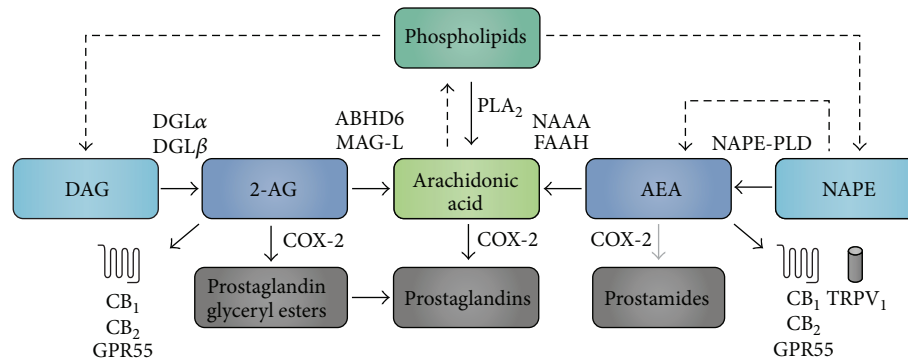 Phospholipids
PLA₂
DGLα
DGLβ
ABHD6
MAG-L
NAAA
FAAH
NAPE-PLD
DAG
2-AG
Arachidonic
acid
AEA
NAPE
COX-2
COX-2
COX-2
Prostaglandin
glyceryl esters
Prostaglandins
Prostamides
CB₁
CB₂
GPR55
CB₁
CB₂
GPR55
TRPV₁